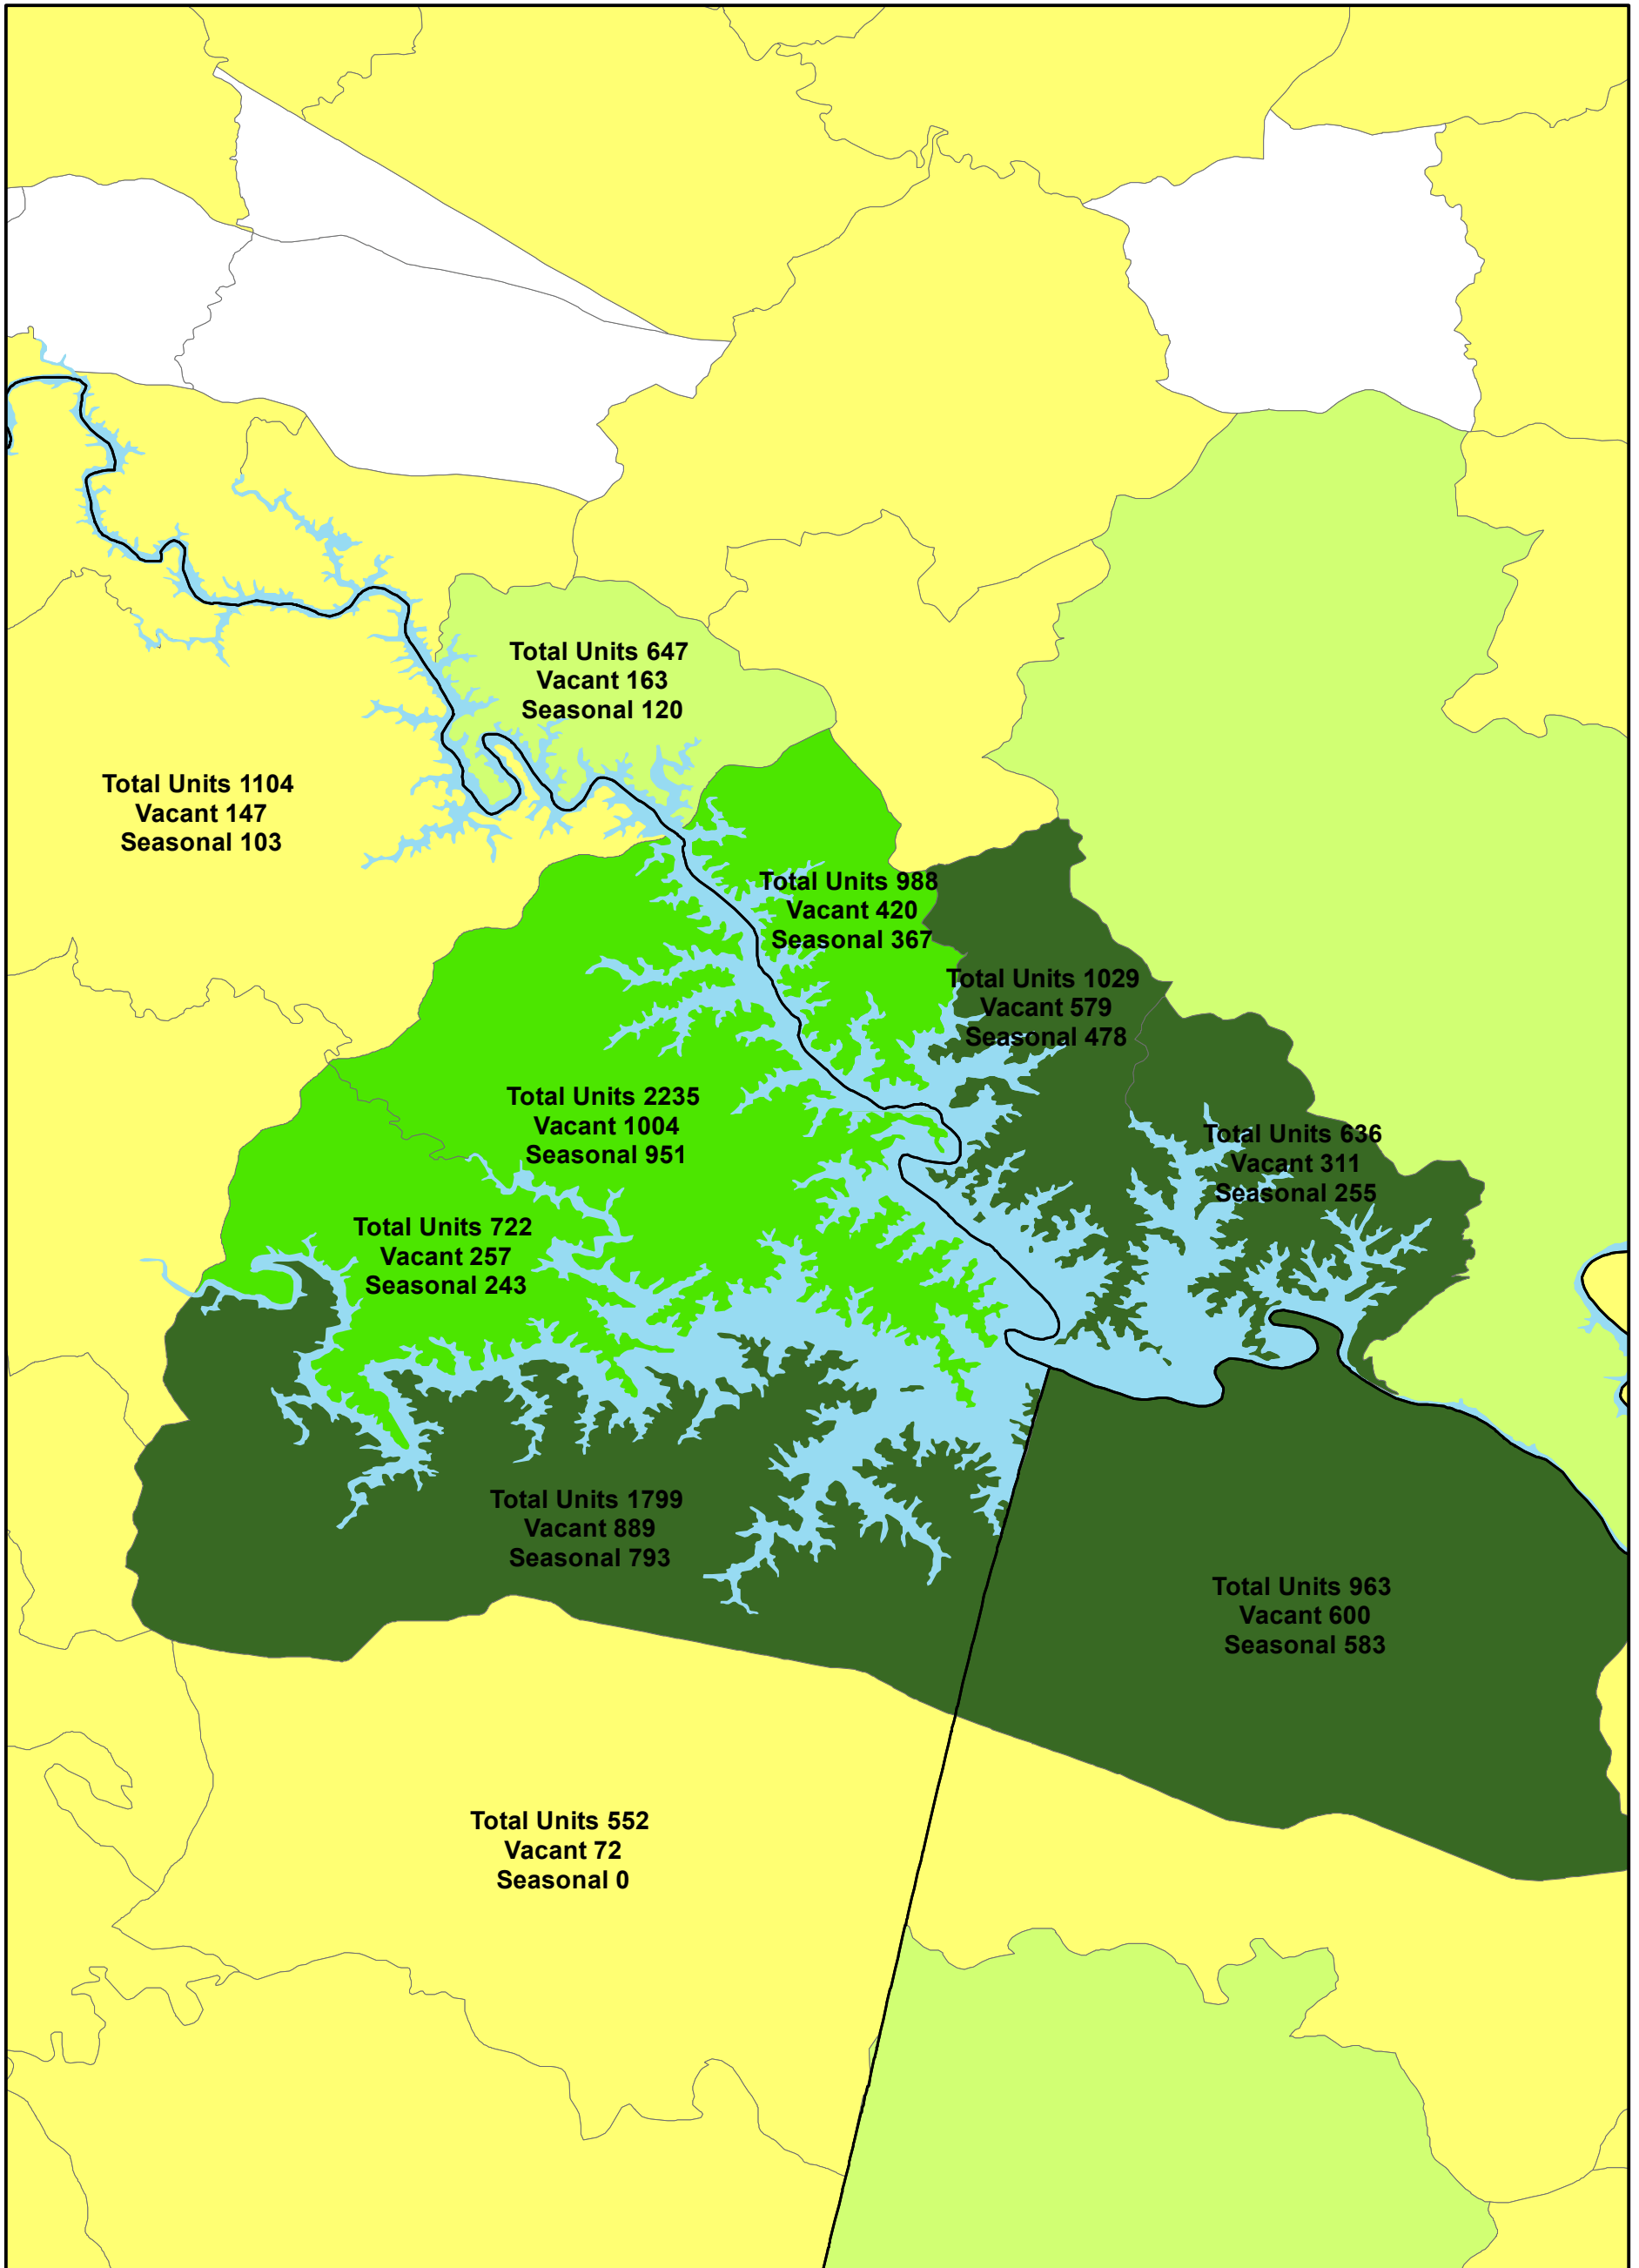 Total Units 647
Vacant 163
Seasonal 120
Total Units 1104
Vacant 147
Seasonal 103
Total Units 988
Vacant 420
Seasonal 367
Total Units 1029
Vacant 579
Seasonal 478
Total Units 2235
Vacant 1004
Seasonal 951
Total Units 636
Vacant 311
Seasonal 255
Total Units 722
Vacant 257
Seasonal 243
Total Units 1799
Vacant 889
Seasonal 793
Total Units 963
Vacant 600
Seasonal 583
Total Units 552
Vacant 72
Seasonal 0